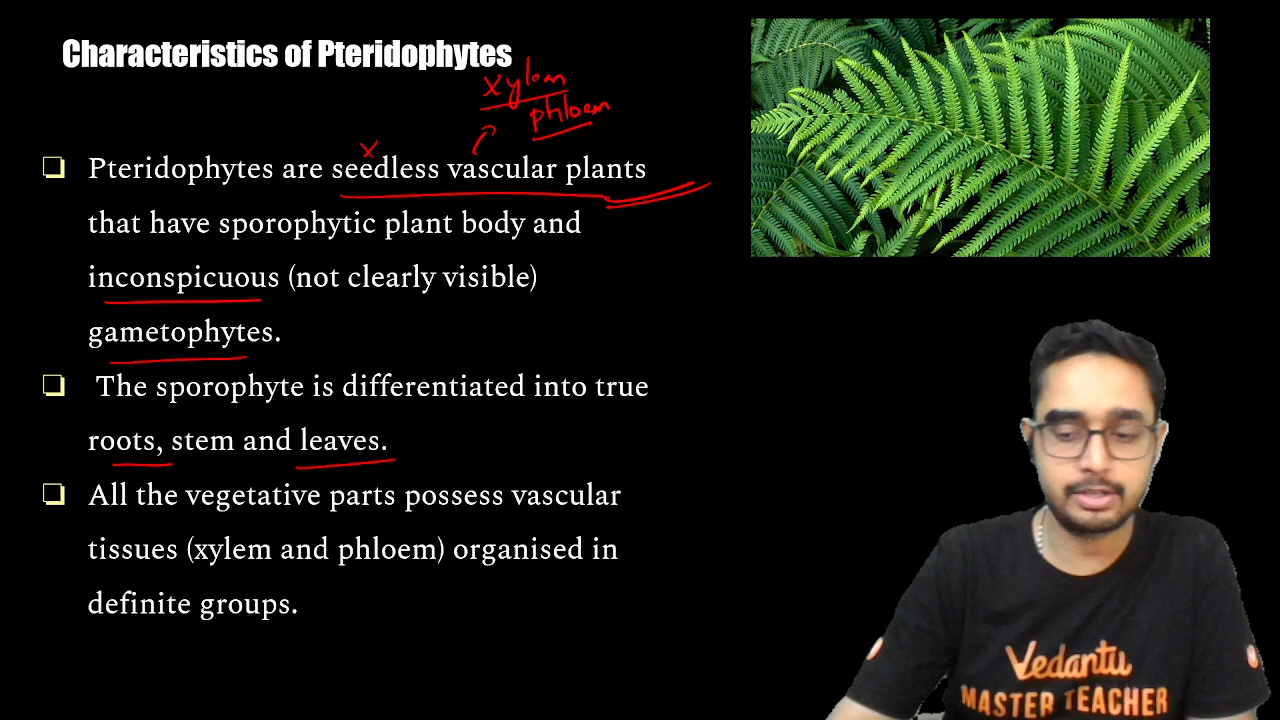 Characteristics of Pteridophytes
xylem
phloem
x
❏ Pteridophytes are seedless vascular plants
that have sporophytic plant body and
inconspicuous (not clearly visible)
gametophytes.
❏ The sporophyte is differentiated into true
roots, stem and leaves.
❏ All the vegetative parts possess vascular
tissues (xylem and phloem) organised in
definite groups.
Vedantu
MASTER TEACHER